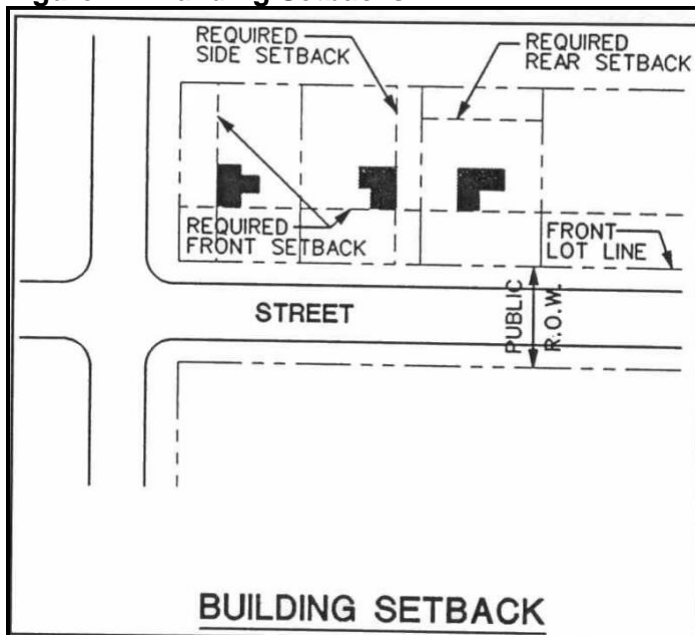 REQUIRED
SIDE SETBACK
REQUIRED
REAR SETBACK
REQUIRED
FRONT SETBACK
FRONT
LOT LINE
STREET
PUBLIC
R.O.W.
BUILDING SETBACK